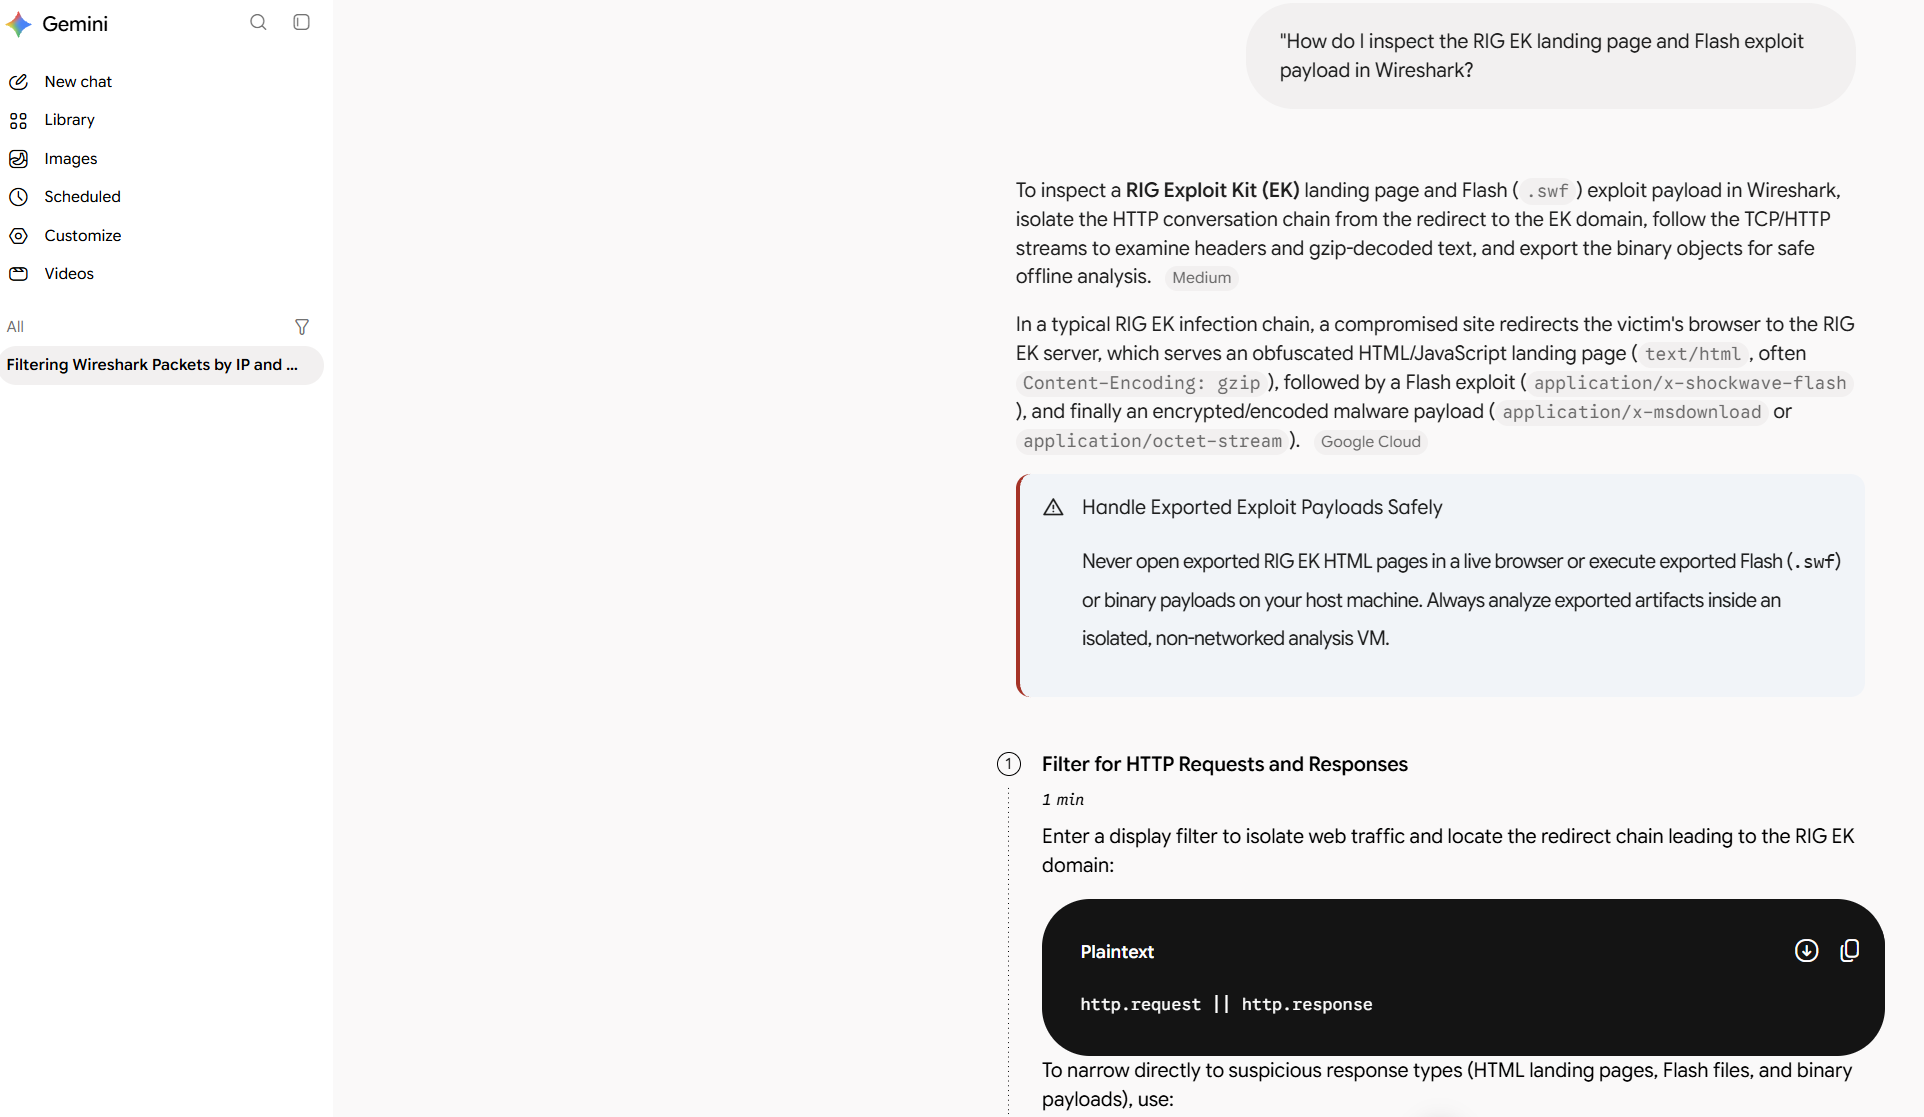 Gemini
New chat
Library
Images
Scheduled
Customize
Videos
All
Filtering Wireshark Packets by IP and ...
"How do I inspect the RIG EK landing page and Flash exploit
payload in Wireshark?
To inspect a RIG Exploit Kit (EK) landing page and Flash ( .swf ) exploit payload in Wireshark,
isolate the HTTP conversation chain from the redirect to the EK domain, follow the TCP/HTTP
streams to examine headers and gzip-decoded text, and export the binary objects for safe
offline analysis. Medium
In a typical RIG EK infection chain, a compromised site redirects the victim's browser to the RIG
EK server, which serves an obfuscated HTML/JavaScript landing page ( text/html , often
Content-Encoding: gzip ), followed by a Flash exploit ( application/x-shockwave-flash
), and finally an encrypted/encoded malware payload ( application/x-msdownload or
application/octet-stream ). Google Cloud
Handle Exported Exploit Payloads Safely
Never open exported RIG EK HTML pages in a live browser or execute exported Flash (.swf)
or binary payloads on your host machine. Always analyze exported artifacts inside an
isolated, non-networked analysis VM.
1 Filter for HTTP Requests and Responses
1 min
Enter a display filter to isolate web traffic and locate the redirect chain leading to the RIG EK
domain:
Plaintext
http.request || http.response
To narrow directly to suspicious response types (HTML landing pages, Flash files, and binary
payloads), use: